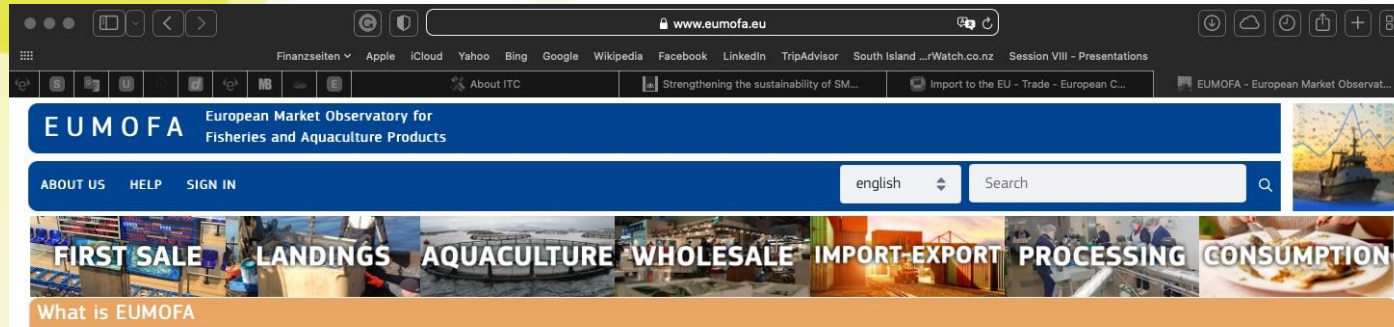 www.eumofa.eu
Finanzseiten Apple iCloud Yahoo Bing Google Wikipedia Facebook LinkedIn TripAdvisor South Island ...rWatch.co.nz Session VIII - Presentations
S U d MB E About ITC Strengthening the sustainability of SM... Import to the EU - Trade - European C... EUMOFA - European Market Observat...
EUMOFA European Market Observatory for
Fisheries and Aquaculture Products
ABOUT US HELP SIGN IN english Search
FIRST SALE LANDINGS AQUACULTURE WHOLESALE IMPORT-EXPORT PROCESSING CONSUMPTION
What is EUMOFA